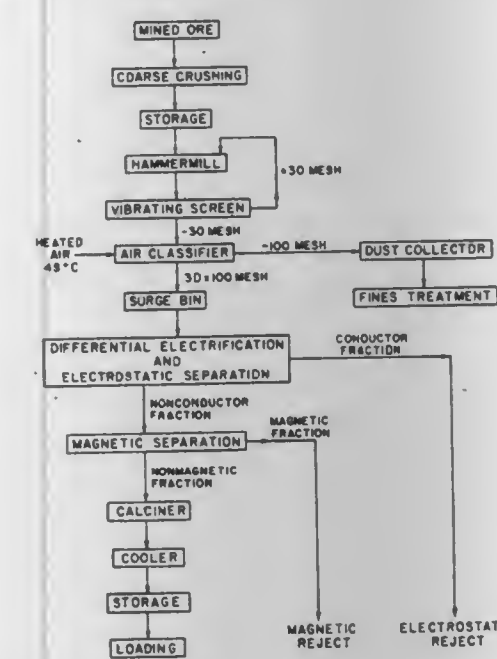 MINED ORE
COARSE CRUSHING
STORAGE
HAMMERMILL
+30 MESH
VIBRATING SCREEN
-30 MESH
HEATED
AIR
49°C
AIR CLASSIFIER
-100 MESH
DUST COLLECTOR
30×100 MESH
FINES TREATMENT
SURGE BIN
DIFFERENTIAL ELECTRIFICATION
AND
ELECTROSTATIC SEPARATION
CONDUCTOR
FRACTION
NONCONDUCTOR
FRACTION
MAGNETIC
FRACTION
MAGNETIC SEPARATION
NONMAGNETIC
FRACTION
CALCINER
COOLER
STORAGE
LOADING
MAGNETIC
REJECT
ELECTROSTAT
REJECT